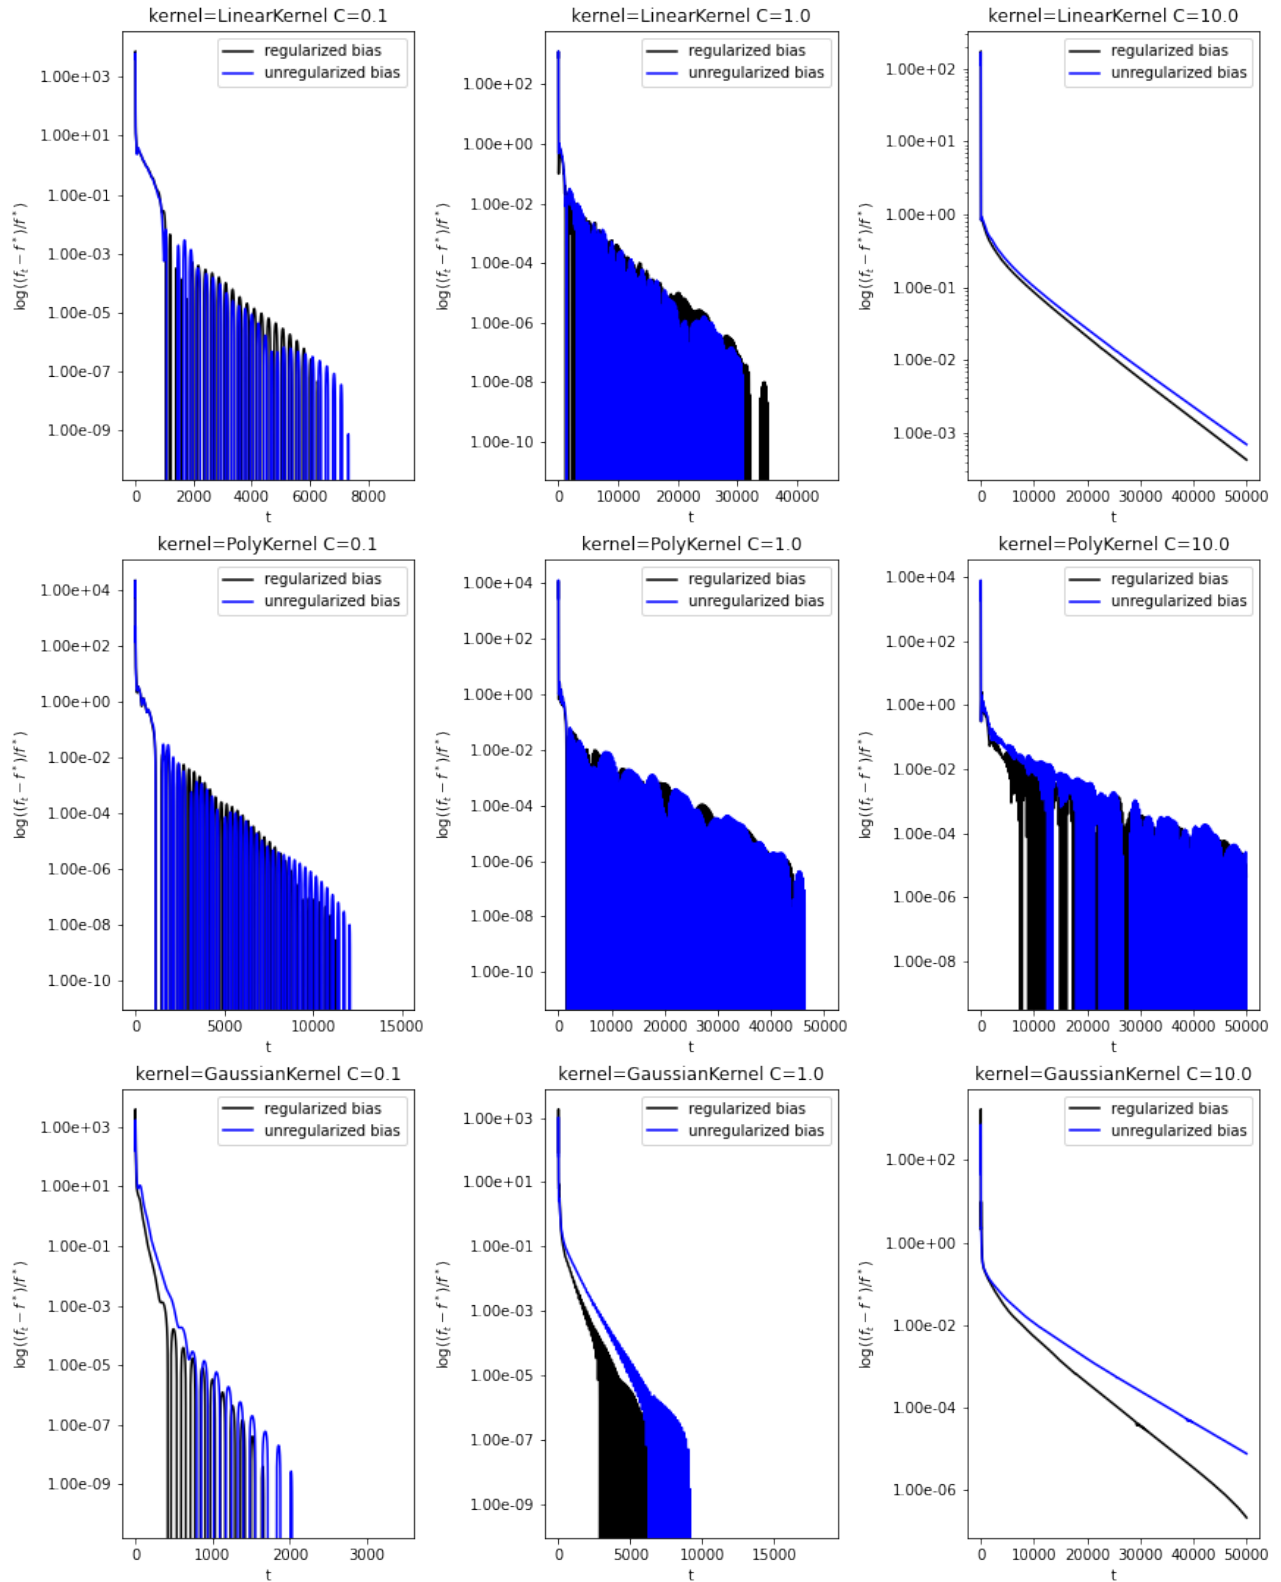 kernel=LinearKernel C=0.1
regularized bias
unregularized bias
1.00e+03
1.00e+01
1.00e-01
1.00e-03
1.00e-05
1.00e-07
1.00e-09
log((f_t − f*)/f*)
0 2000 4000 6000 8000
t
kernel=LinearKernel C=1.0
regularized bias
unregularized bias
1.00e+02
1.00e+00
1.00e-02
1.00e-04
1.00e-06
1.00e-08
1.00e-10
log((f_t − f*)/f*)
0 10000 20000 30000 40000
t
kernel=LinearKernel C=10.0
regularized bias
unregularized bias
1.00e+02
1.00e+01
1.00e+00
1.00e-01
1.00e-02
1.00e-03
log((f_t − f*)/f*)
0 10000 20000 30000 40000 50000
t
kernel=PolyKernel C=0.1
regularized bias
unregularized bias
1.00e+04
1.00e+02
1.00e+00
1.00e-02
1.00e-04
1.00e-06
1.00e-08
1.00e-10
log((f_t − f*)/f*)
0 5000 10000 15000
t
kernel=PolyKernel C=1.0
regularized bias
unregularized bias
1.00e+04
1.00e+02
1.00e+00
1.00e-02
1.00e-04
1.00e-06
1.00e-08
1.00e-10
log((f_t − f*)/f*)
0 10000 20000 30000 40000 50000
t
kernel=PolyKernel C=10.0
regularized bias
unregularized bias
1.00e+04
1.00e+02
1.00e+00
1.00e-02
1.00e-04
1.00e-06
1.00e-08
log((f_t − f*)/f*)
0 10000 20000 30000 40000 50000
t
kernel=GaussianKernel C=0.1
regularized bias
unregularized bias
1.00e+03
1.00e+01
1.00e-01
1.00e-03
1.00e-05
1.00e-07
1.00e-09
log((f_t − f*)/f*)
0 1000 2000 3000
t
kernel=GaussianKernel C=1.0
regularized bias
unregularized bias
1.00e+03
1.00e+01
1.00e-01
1.00e-03
1.00e-05
1.00e-07
1.00e-09
log((f_t − f*)/f*)
0 5000 10000 15000
t
kernel=GaussianKernel C=10.0
regularized bias
unregularized bias
1.00e+02
1.00e+00
1.00e-02
1.00e-04
1.00e-06
log((f_t − f*)/f*)
0 10000 20000 30000 40000 50000
t